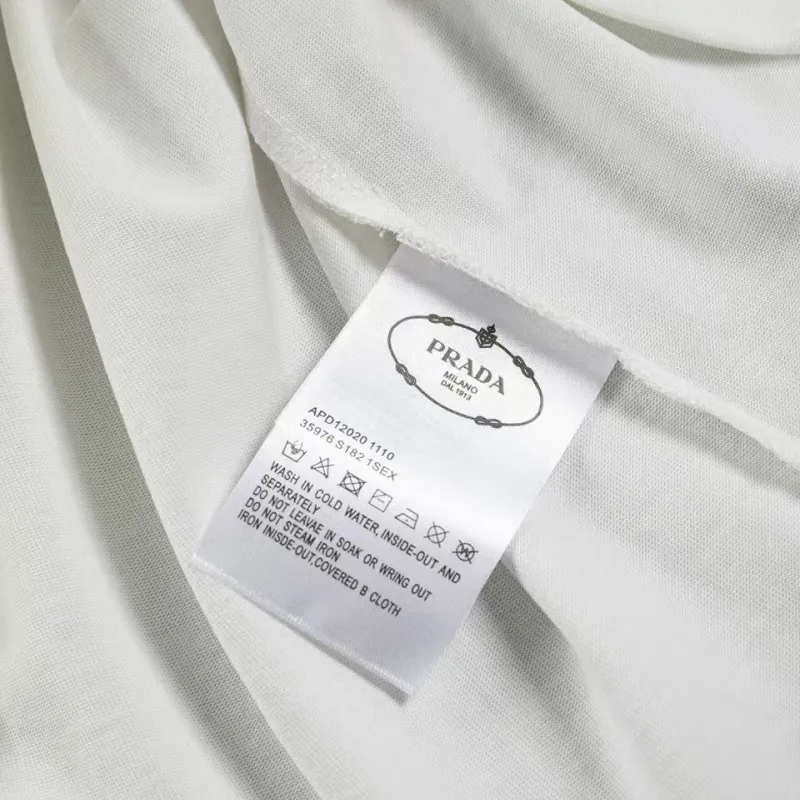 PRADA
MILANO
DAL 1913
APD12020 1110
35976 S182 1SEX
WASH IN COLD WATER, INSIDE-OUT AND
SEPARATELY
DO NOT LEAVAE IN SOAK OR WRING OUT
DO NOT STEAM IRON
IRON INISDE-OUT,COVERED B CLOTH